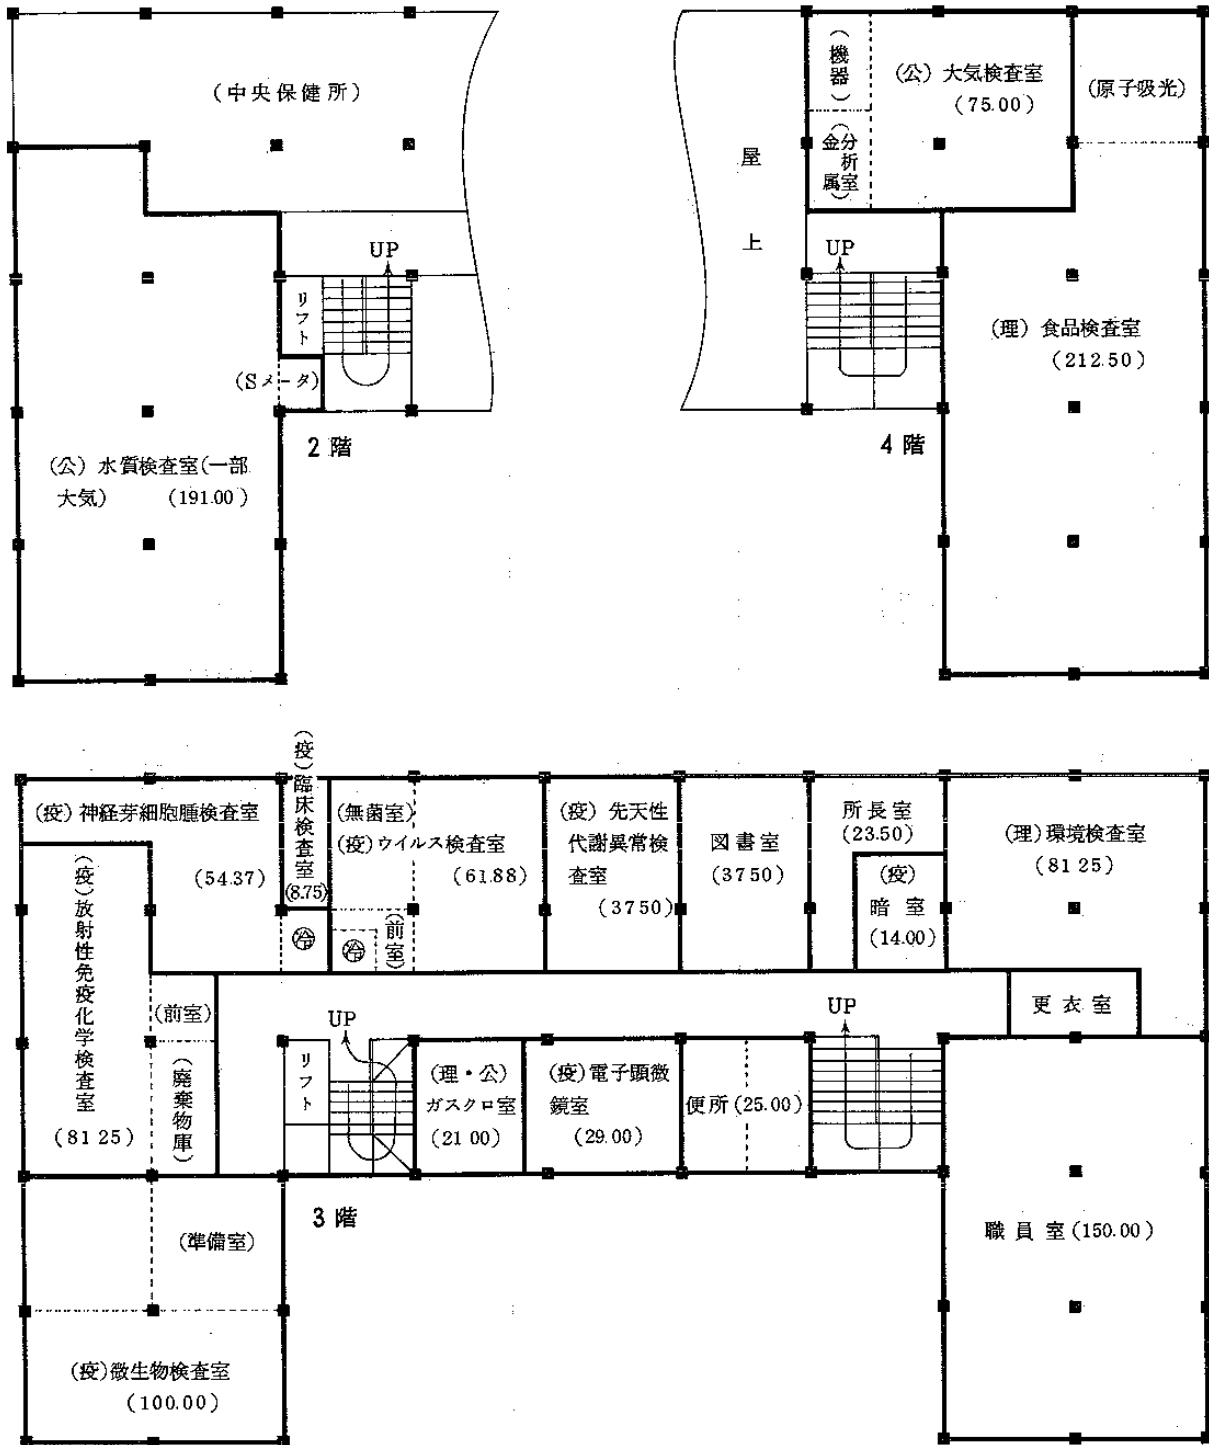 (中央保健所)
UP
リフト
(Sメータ)
2階
(公) 水質検査室(一部
大気) (191.00)
(機器)
(公) 大気検査室
(75.00)
(原子吸光)
(金属
分析室)
屋上
UP
(理) 食品検査室
(212.50)
4階
(疫) 神経芽細胞腫検査室
(54.37)
(疫)臨床検査室
(8.75)
冷
(無菌室)
(疫) ウイルス検査室
(61.88)
冷
(前室)
(疫) 先天性
代謝異常検
査室
(3750)
図書室
(3750)
所長室
(23.50)
(疫)
暗室
(14.00)
(理)環境検査室
(81 25)
(疫)放射性免疫化学検査室
(81 25)
(前室)
(廃棄物庫)
リフト
UP
(理・公)
ガスクロ室
(21 00)
(疫)電子顕微
鏡室
(29.00)
便所(25.00)
UP
更衣室
職員室(150.00)
3階
(準備室)
(疫)微生物検査室
(100.00)